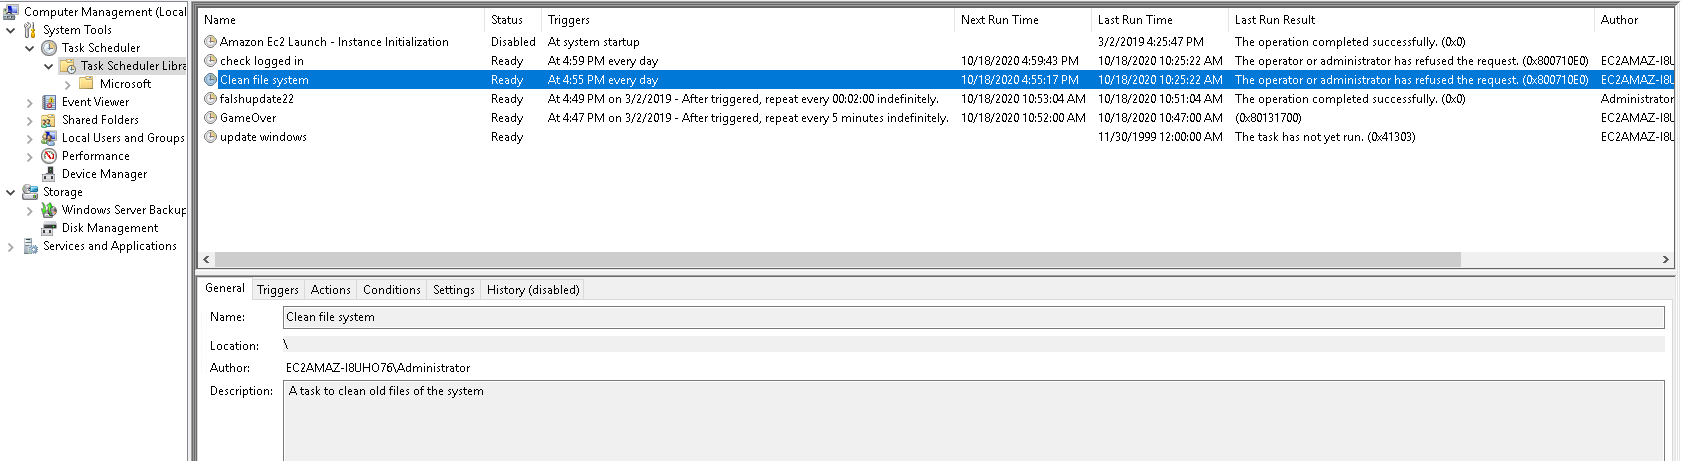 Computer Management (Local
System Tools
Task Scheduler
Task Scheduler Libra
Microsoft
Event Viewer
Shared Folders
Local Users and Groups
Performance
Device Manager
Storage
Windows Server Backup
Disk Management
Services and Applications
Name Status Triggers Next Run Time Last Run Time Last Run Result Author
Amazon Ec2 Launch - Instance Initialization Disabled At system startup 3/2/2019 4:25:47 PM The operation completed successfully. (0x0)
check logged in Ready At 4:59 PM every day 10/18/2020 4:59:43 PM 10/18/2020 10:25:22 AM The operator or administrator has refused the request. (0x800710E0) EC2AMAZ-I8U
Clean file system Ready At 4:55 PM every day 10/18/2020 4:55:17 PM 10/18/2020 10:25:22 AM The operator or administrator has refused the request. (0x800710E0) EC2AMAZ-I8U
falshupdate22 Ready At 4:49 PM on 3/2/2019 - After triggered, repeat every 00:02:00 indefinitely. 10/18/2020 10:53:04 AM 10/18/2020 10:51:04 AM The operation completed successfully. (0x0) Administrator
GameOver Ready At 4:47 PM on 3/2/2019 - After triggered, repeat every 5 minutes indefinitely. 10/18/2020 10:52:00 AM 10/18/2020 10:47:00 AM (0x80131700) EC2AMAZ-I8U
update windows Ready 11/30/1999 12:00:00 AM The task has not yet run. (0x41303) EC2AMAZ-I8U
General Triggers Actions Conditions Settings History (disabled)
Name: Clean file system
Location: \
Author: EC2AMAZ-I8UHO76\Administrator
Description: A task to clean old files of the system